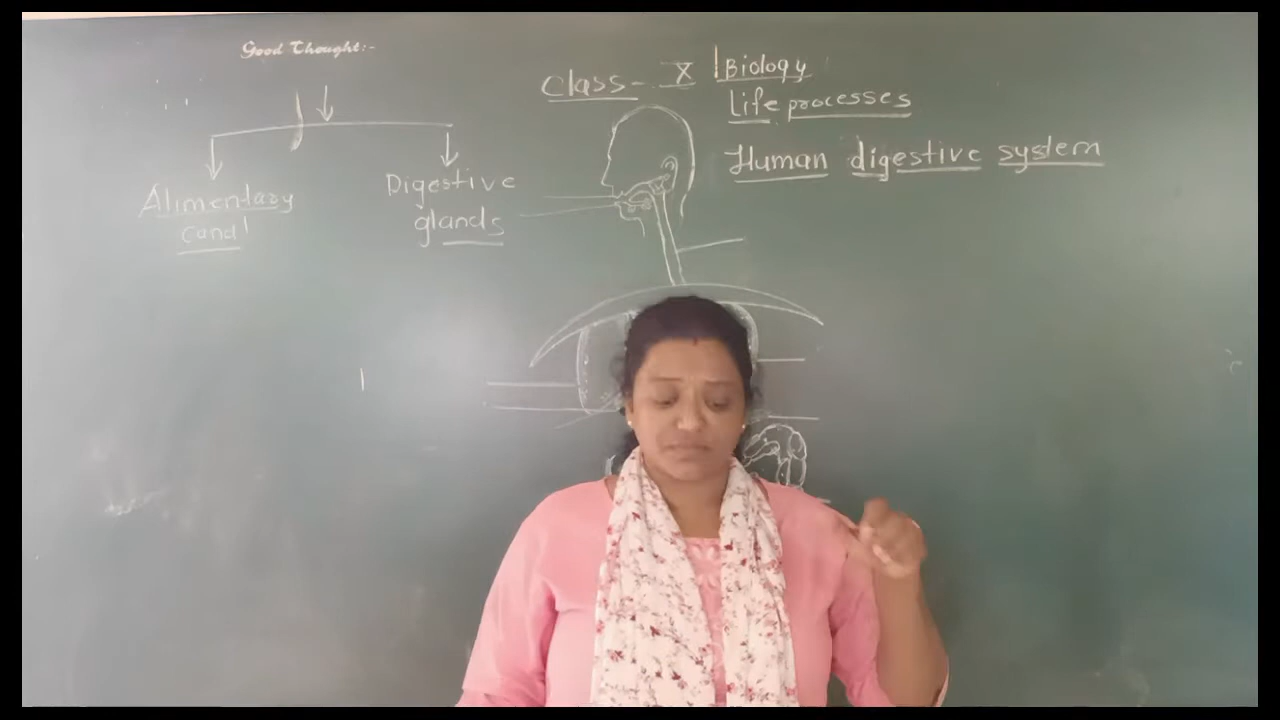 Good Thought:-
Class - X Biology
Life processes
Human digestive system
Alimentary
canal
Digestive
glands